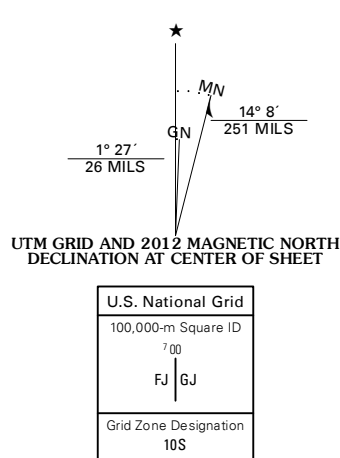 ★
MN
14° 8´
251 MILS
GN
1° 27´
26 MILS
UTM GRID AND 2012 MAGNETIC NORTH
DECLINATION AT CENTER OF SHEET
U.S. National Grid
100,000-m Square ID
7 00
FJ GJ
Grid Zone Designation
10S